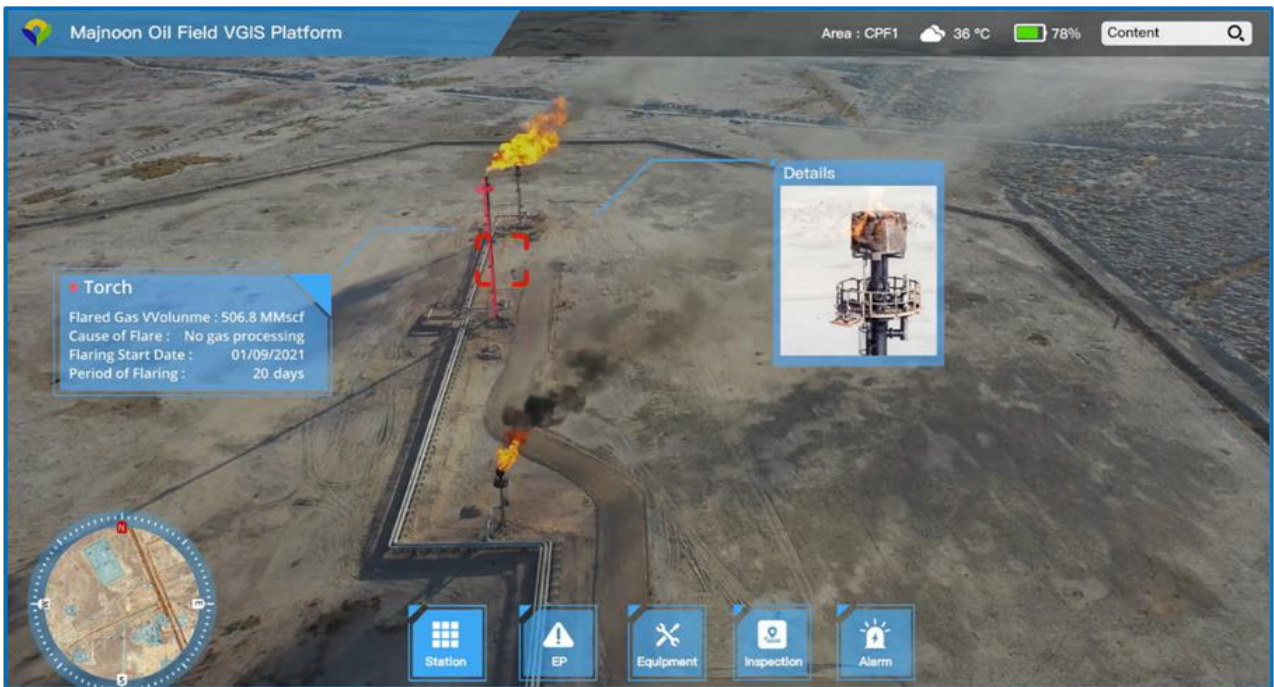 Majnoon Oil Field VGIS Platform
Area : CPF1 36 °C 78% Content
Details
Torch
Flared Gas VVolunme : 506.8 MMscf
Cause of Flare : No gas processing
Flaring Start Date : 01/09/2021
Period of Flaring : 20 days
N
E
S
Station EP Equipment Inspection Alarm